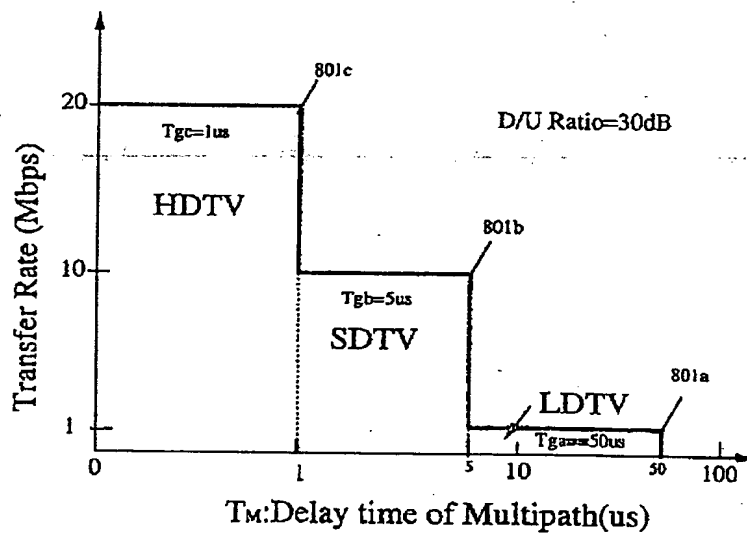 801c
20
D/U Ratio=30dB
Tgc=1us
HDTV
801b
10
Tgb=5us
SDTV
801a
LDTV
1
Tga=50us
0
1
5
10
50
100
Transfer Rate (Mbps)
TM:Delay time of Multipath(us)